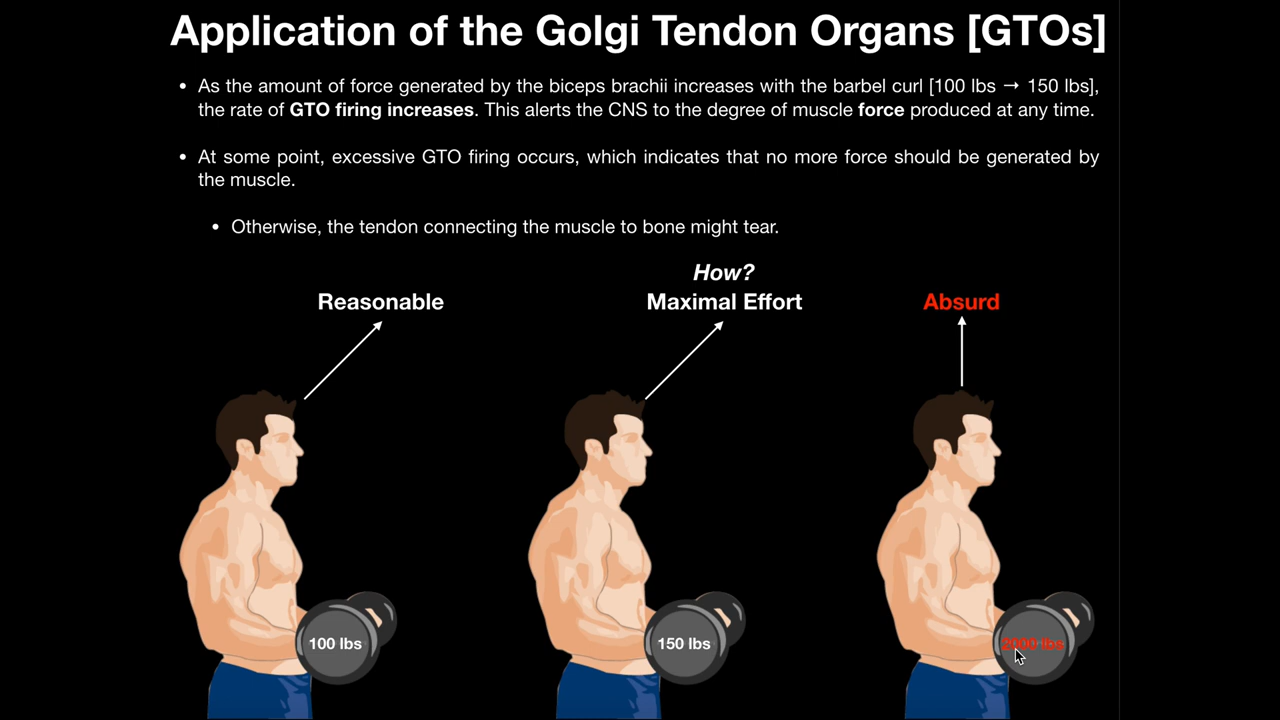 Application of the Golgi Tendon Organs [GTOs]
• As the amount of force generated by the biceps brachii increases with the barbel curl [100 lbs → 150 lbs],
the rate of GTO firing increases. This alerts the CNS to the degree of muscle force produced at any time.
• At some point, excessive GTO firing occurs, which indicates that no more force should be generated by
the muscle.
• Otherwise, the tendon connecting the muscle to bone might tear.
How?
Reasonable
Maximal Effort
Absurd
100 lbs
150 lbs
2000 lbs